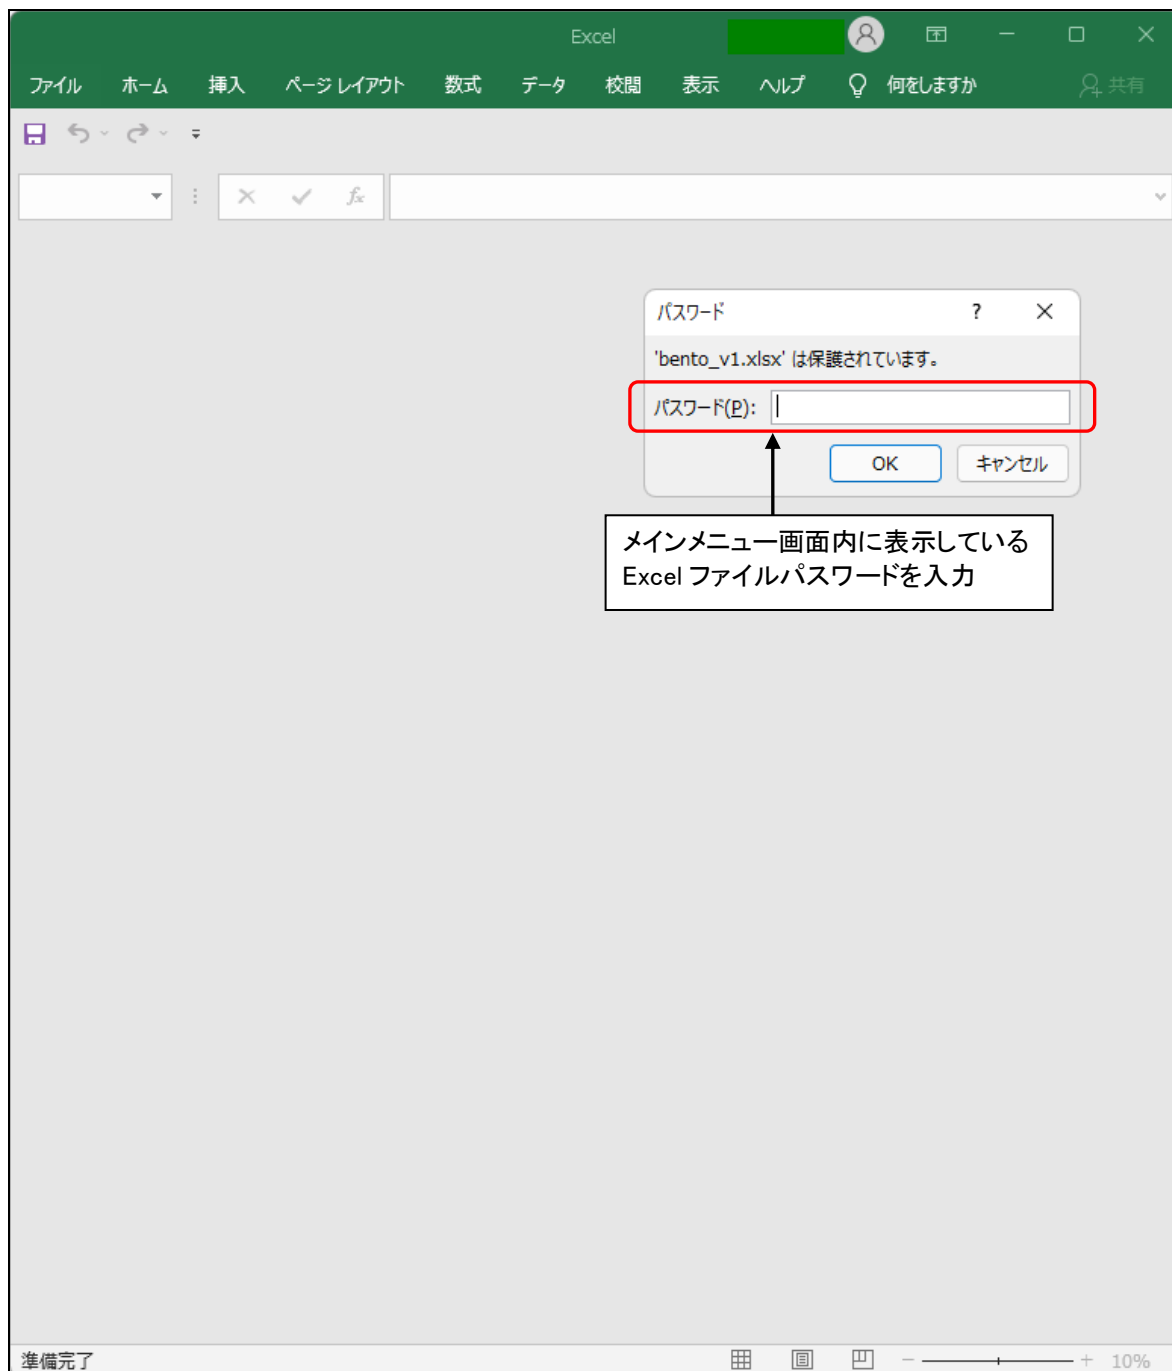 Excel
ファイル ホーム 挿入 ページ レイアウト 数式 データ 校閲 表示 ヘルプ 何をしますか 共有
fx
パスワード ? ×
'bento_v1.xlsx' は保護されています。
パスワード(P):
OK キャンセル
メインメニュー画面内に表示している
Excel ファイルパスワードを入力
準備完了 10%